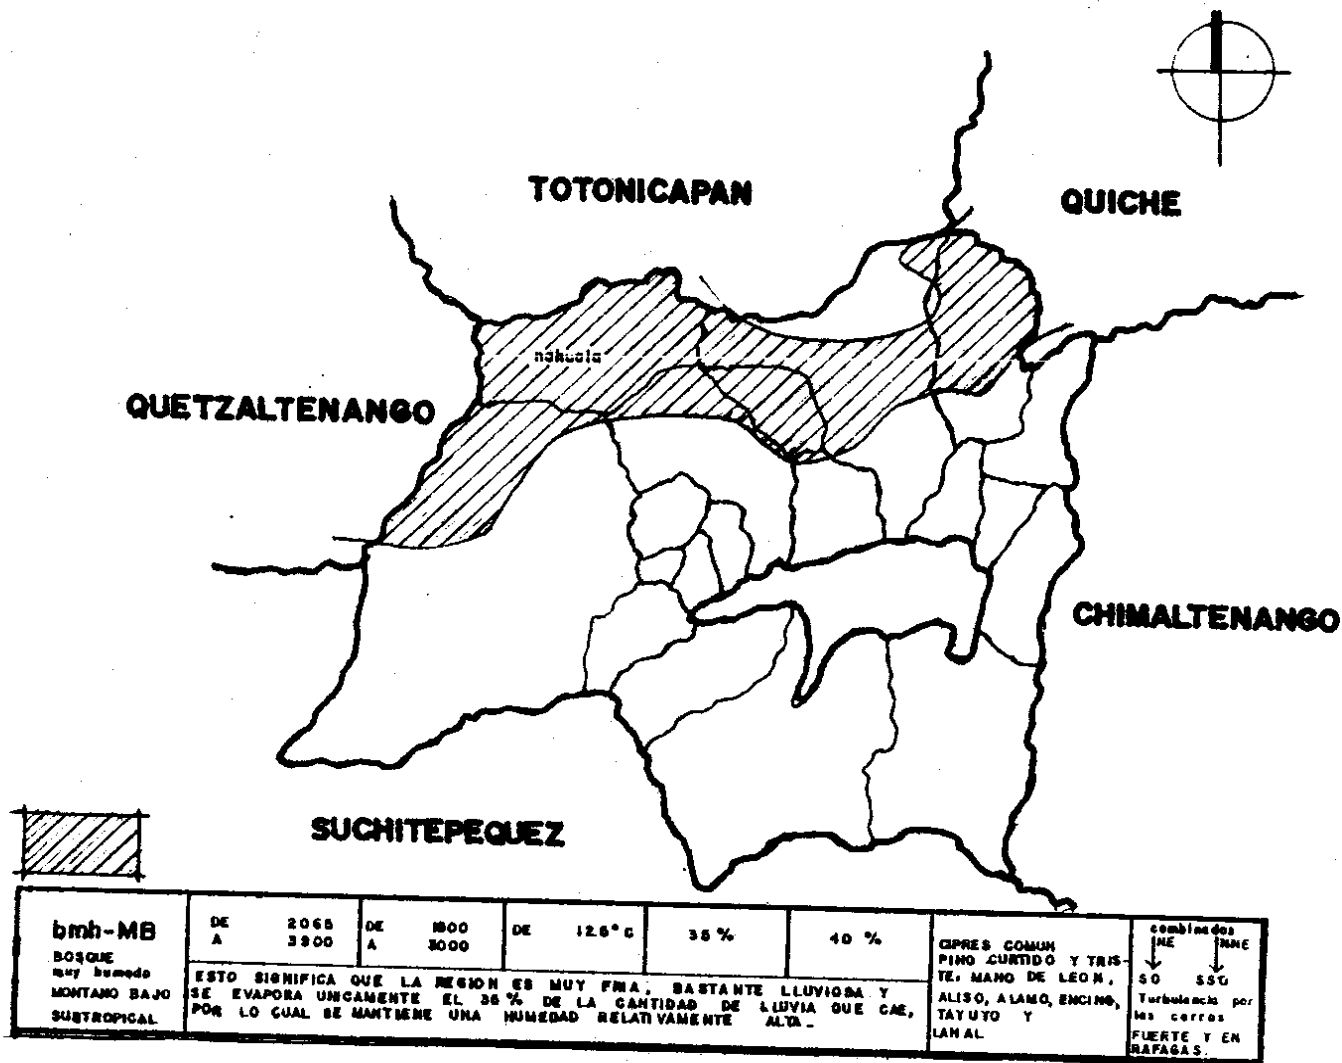 TOTONICAPAN
QUICHE
nahuala
QUETZALTENANGO
CHIMALTENANGO
SUCHITEPEQUEZ
bmh-MB
BOSQUE
muy humedo
MONTANO BAJO
SUBTROPICAL
DE 2065
A 3900
DE 1800
A 3000
DE 12.6° C
35 %
40 %
ESTO SIGNIFICA QUE LA REGION ES MUY FRIA, BASTANTE LLUVIOSA Y
SE EVAPORA UNICAMENTE EL 35 % DE LA CANTIDAD DE LLUVIA QUE CAE,
POR LO CUAL SE MANTIENE UNA HUMEDAD RELATIVAMENTE ALTA.
CIPRES COMUN
PINO CURTIDO Y TRIS-
TE, MANO DE LEON,
ALISO, ALAMO, ENCINO,
TAYUYO Y
LAHAL
combinados
NE NNE
SO SSO
Turbulencia por
los cerros
FUERTE Y EN
RAFAGAS.